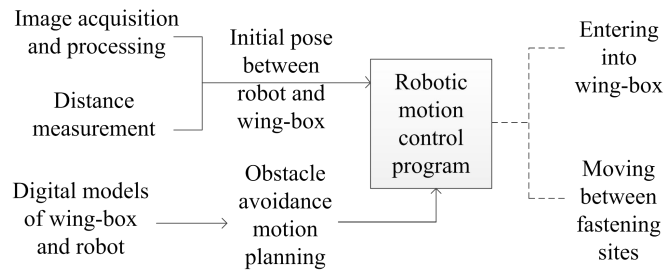 Image acquisition
and processing
Distance
measurement
Initial pose
between
robot and
wing-box
Digital models
of wing-box
and robot
Obstacle
avoidance
motion
planning
Robotic
motion
control
program
Entering
into
wing-box
Moving
between
fastening
sites